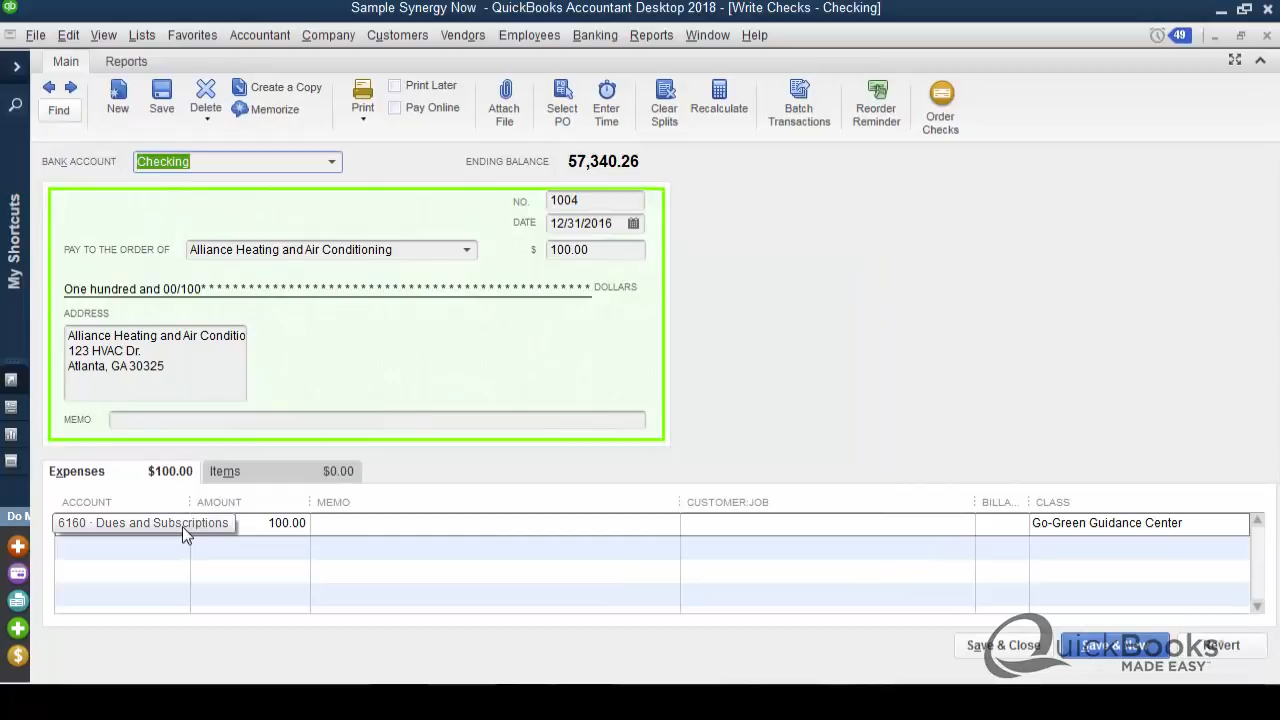 Sample Synergy Now - QuickBooks Accountant Desktop 2018 - [Write Checks - Checking]
File Edit View Lists Favorites Accountant Company Customers Vendors Employees Banking Reports Window Help 49
Main Reports
Find
New
Save
Delete
Create a Copy
Memorize
Print
Print Later
Pay Online
Attach File
Select PO
Enter Time
Clear Splits
Recalculate
Batch Transactions
Reorder Reminder
Order Checks
My Shortcuts
BANK ACCOUNT Checking ENDING BALANCE 57,340.26
NO. 1004
DATE 12/31/2016
PAY TO THE ORDER OF Alliance Heating and Air Conditioning $ 100.00
One hundred and 00/100* * * * * * * * * * * * * * * * * * * * * * * * * * * * * * * * * * * * * * * * * * * * * * * * DOLLARS
ADDRESS
Alliance Heating and Air Conditio
123 HVAC Dr.
Atlanta, GA 30325
MEMO
Expenses $100.00 Items $0.00
ACCOUNT AMOUNT MEMO CUSTOMER:JOB BILLA... CLASS
6160 · Dues and Subscriptions 100.00 Go-Green Guidance Center
Do M
Save & Close Save & New Revert
QuickBooks
MADE EASY™